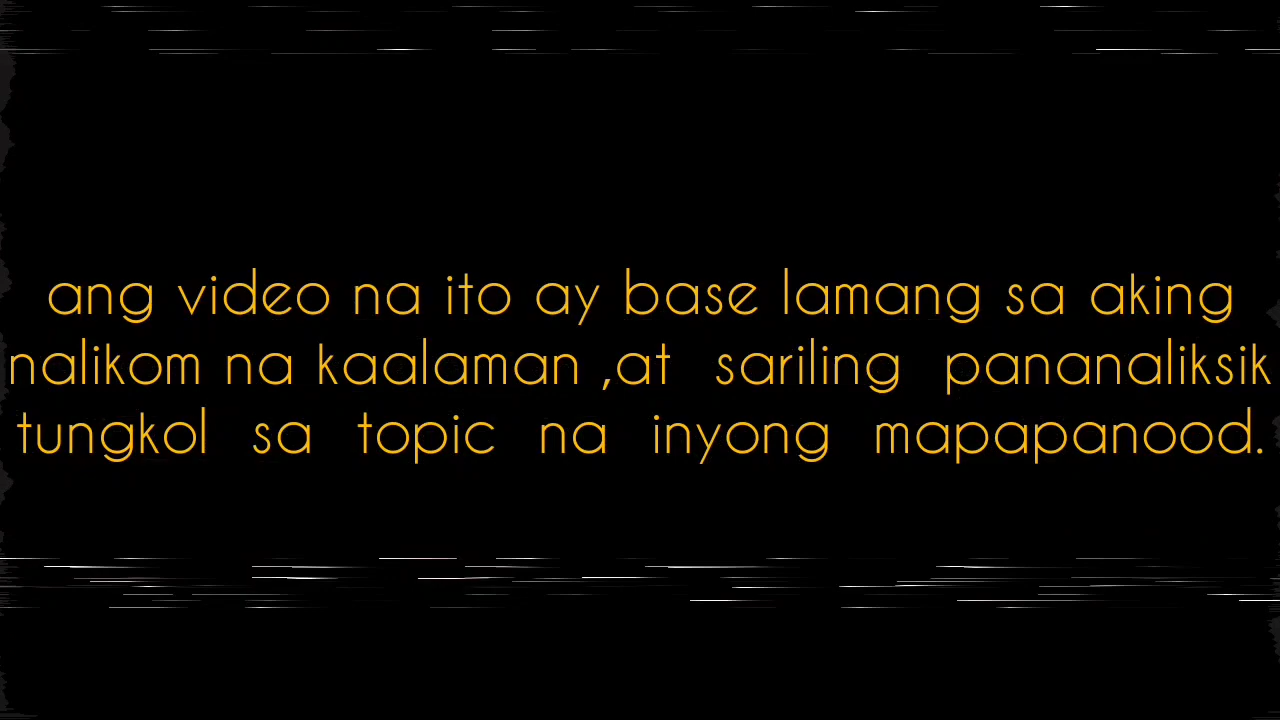 ang video na ito ay base lamang sa aking
nalikom na kaalaman ,at sariling pananaliksik
tungkol sa topic na inyong mapapanood.